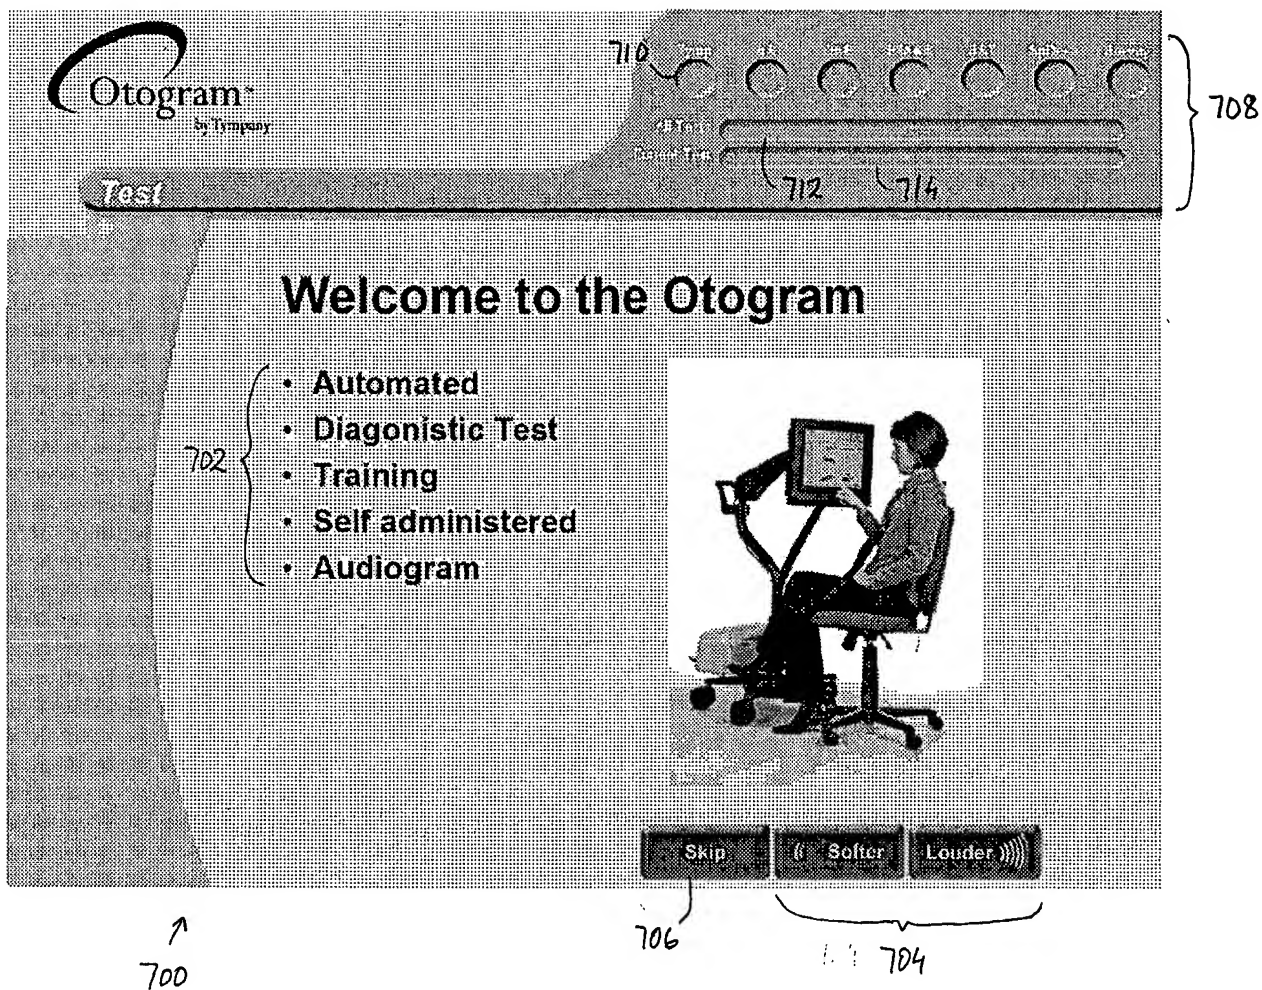 Otogram™
by Tympany
710
708
712
714
Test
Welcome to the Otogram
702
• Automated
• Diagonistic Test
• Training
• Self administered
• Audiogram
Skip
Softer
Louder
706
704
700